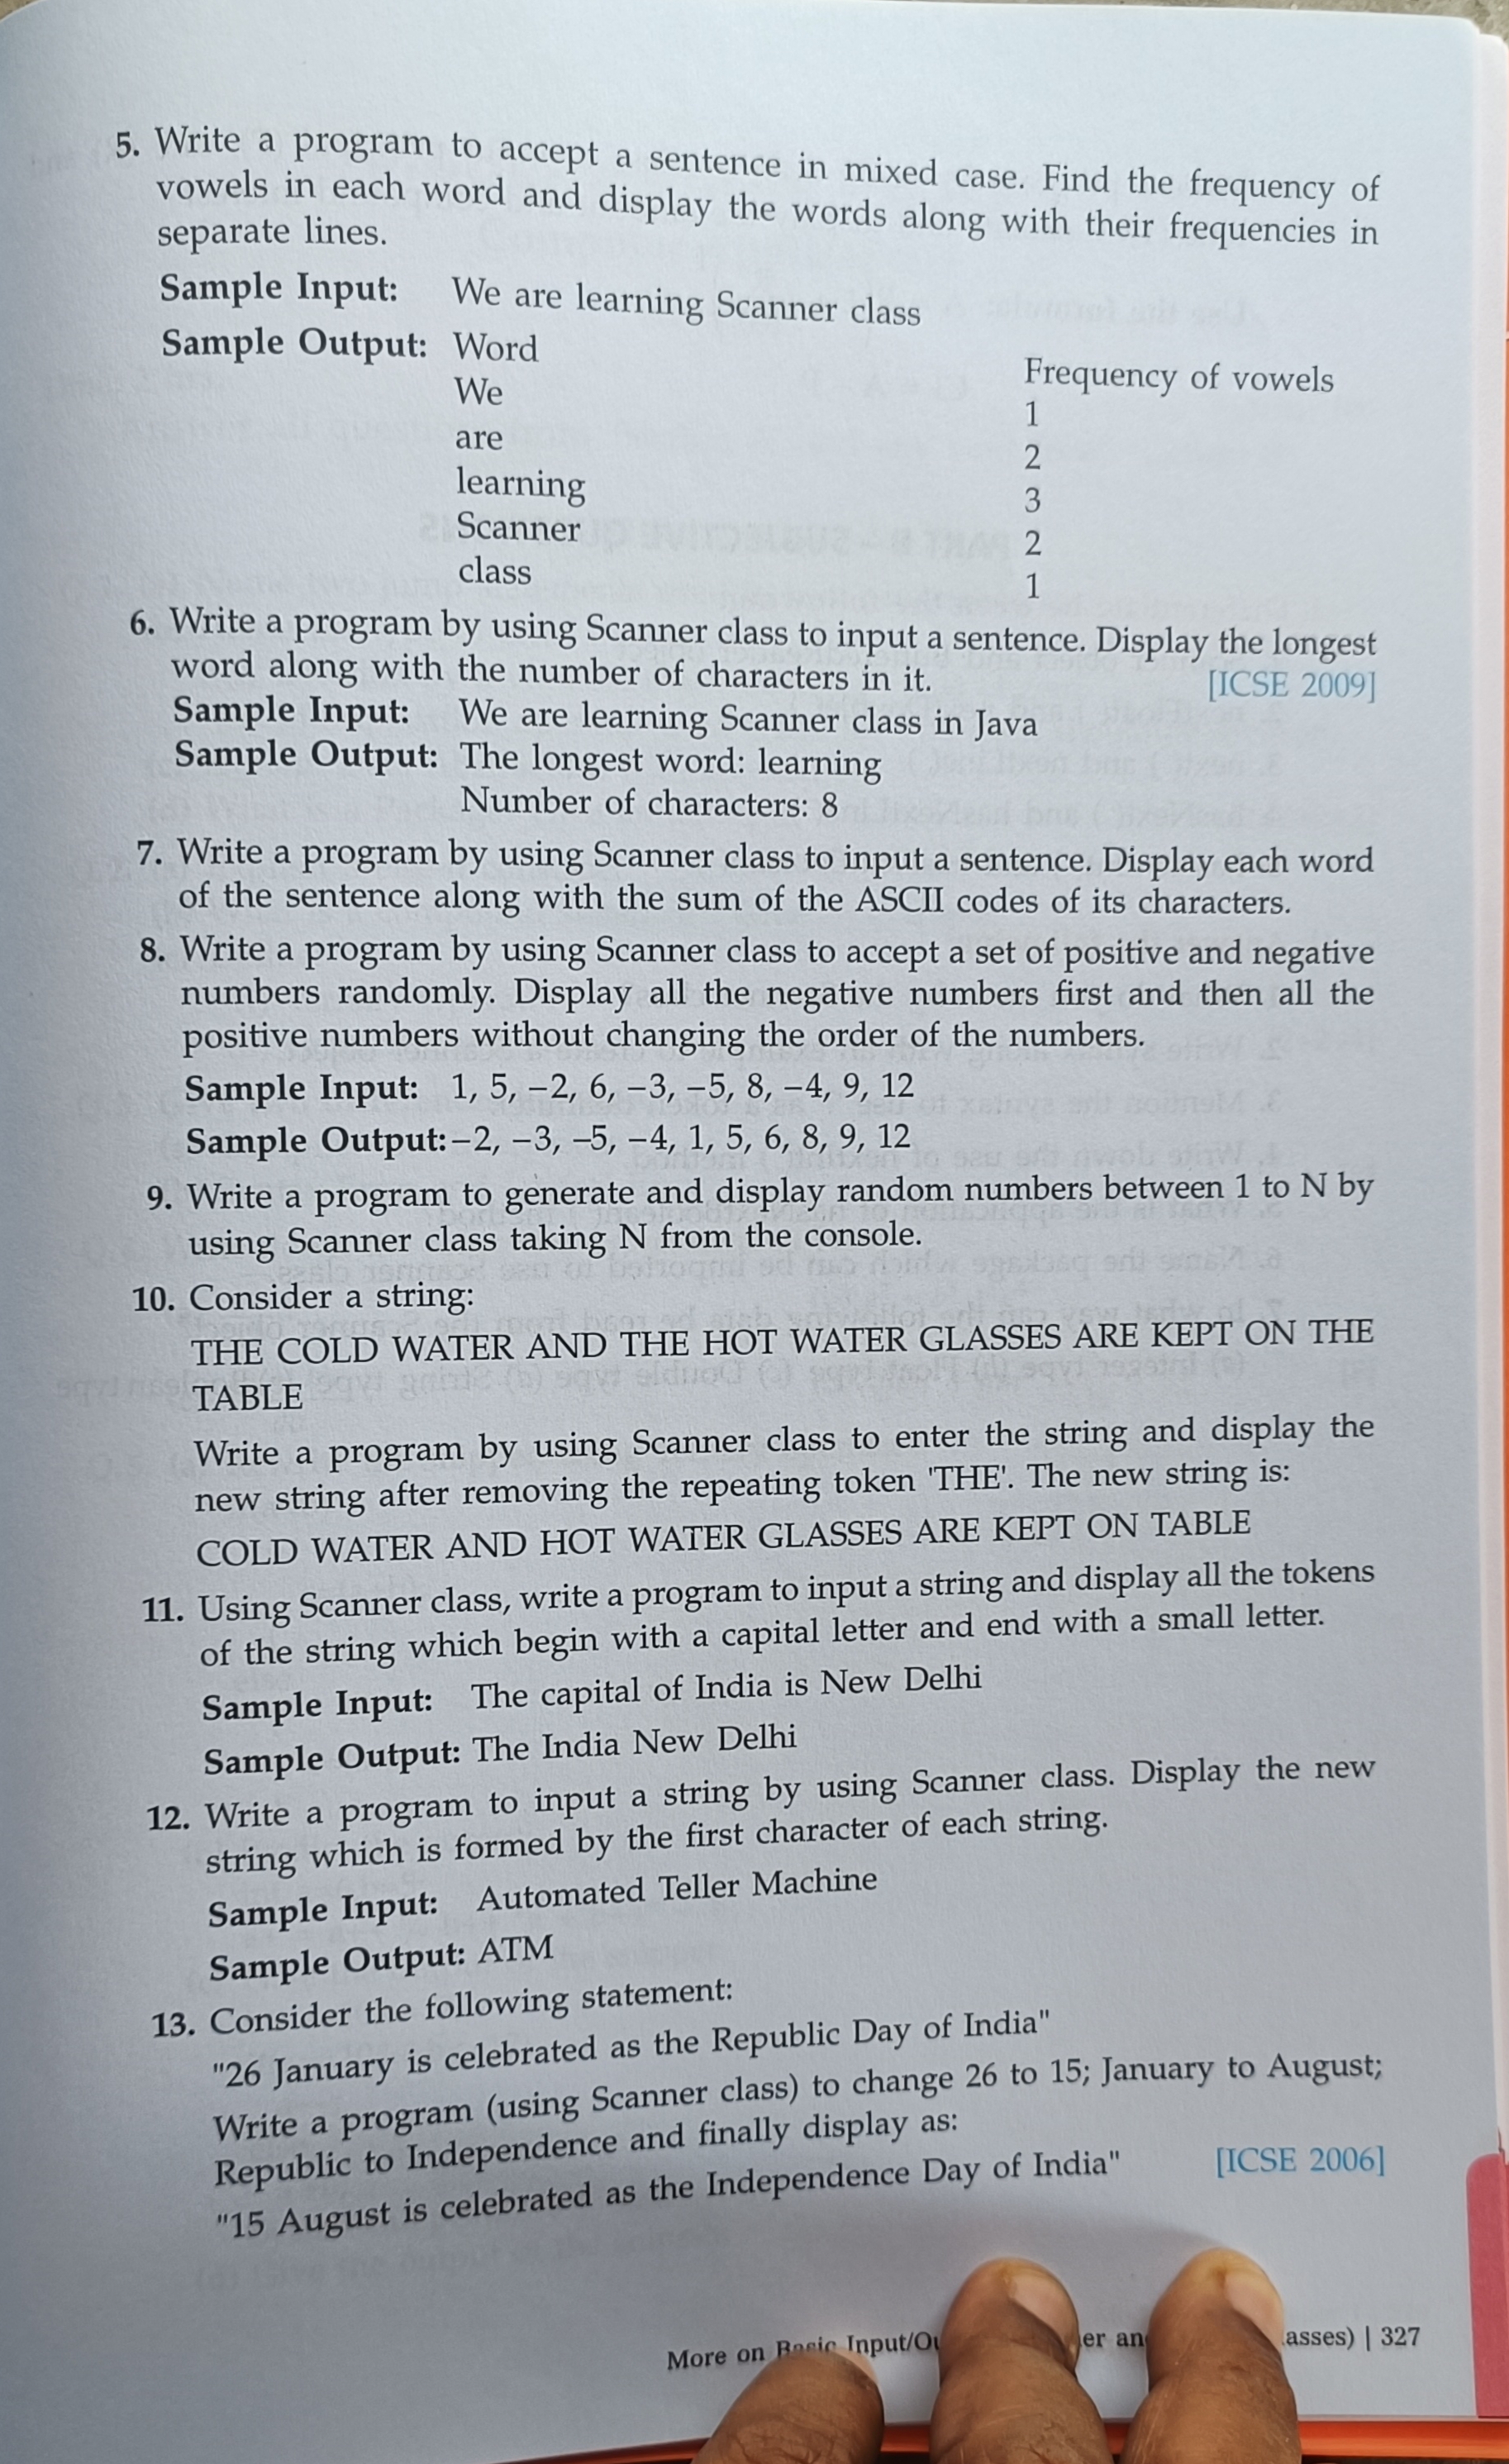 5. Write a program to accept a sentence in mixed case. Find the frequency of
vowels in each word and display the words along with their frequencies in
separate lines.
Sample Input: We are learning Scanner class
Sample Output: Word Frequency of vowels
We 1
are 2
learning 3
Scanner 2
class 1
6. Write a program by using Scanner class to input a sentence. Display the longest
word along with the number of characters in it. [ICSE 2009]
Sample Input: We are learning Scanner class in Java
Sample Output: The longest word: learning
Number of characters: 8
7. Write a program by using Scanner class to input a sentence. Display each word
of the sentence along with the sum of the ASCII codes of its characters.
8. Write a program by using Scanner class to accept a set of positive and negative
numbers randomly. Display all the negative numbers first and then all the
positive numbers without changing the order of the numbers.
Sample Input: 1, 5, −2, 6, −3, −5, 8, −4, 9, 12
Sample Output: −2, −3, −5, −4, 1, 5, 6, 8, 9, 12
9. Write a program to generate and display random numbers between 1 to N by
using Scanner class taking N from the console.
10. Consider a string:
THE COLD WATER AND THE HOT WATER GLASSES ARE KEPT ON THE
TABLE
Write a program by using Scanner class to enter the string and display the
new string after removing the repeating token 'THE'. The new string is:
COLD WATER AND HOT WATER GLASSES ARE KEPT ON TABLE
11. Using Scanner class, write a program to input a string and display all the tokens
of the string which begin with a capital letter and end with a small letter.
Sample Input: The capital of India is New Delhi
Sample Output: The India New Delhi
12. Write a program to input a string by using Scanner class. Display the new
string which is formed by the first character of each string.
Sample Input: Automated Teller Machine
Sample Output: ATM
13. Consider the following statement:
"26 January is celebrated as the Republic Day of India"
Write a program (using Scanner class) to change 26 to 15; January to August;
Republic to Independence and finally display as:
"15 August is celebrated as the Independence Day of India" [ICSE 2006]
More on Basic Input/Ou er an asses) | 327